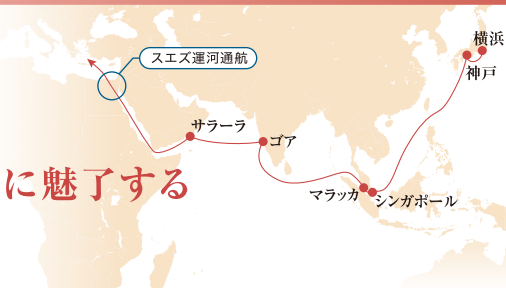 横浜
神戸
スエズ運河通航
サラーラ
ゴア
マラッカ
シンガポール
に魅了する